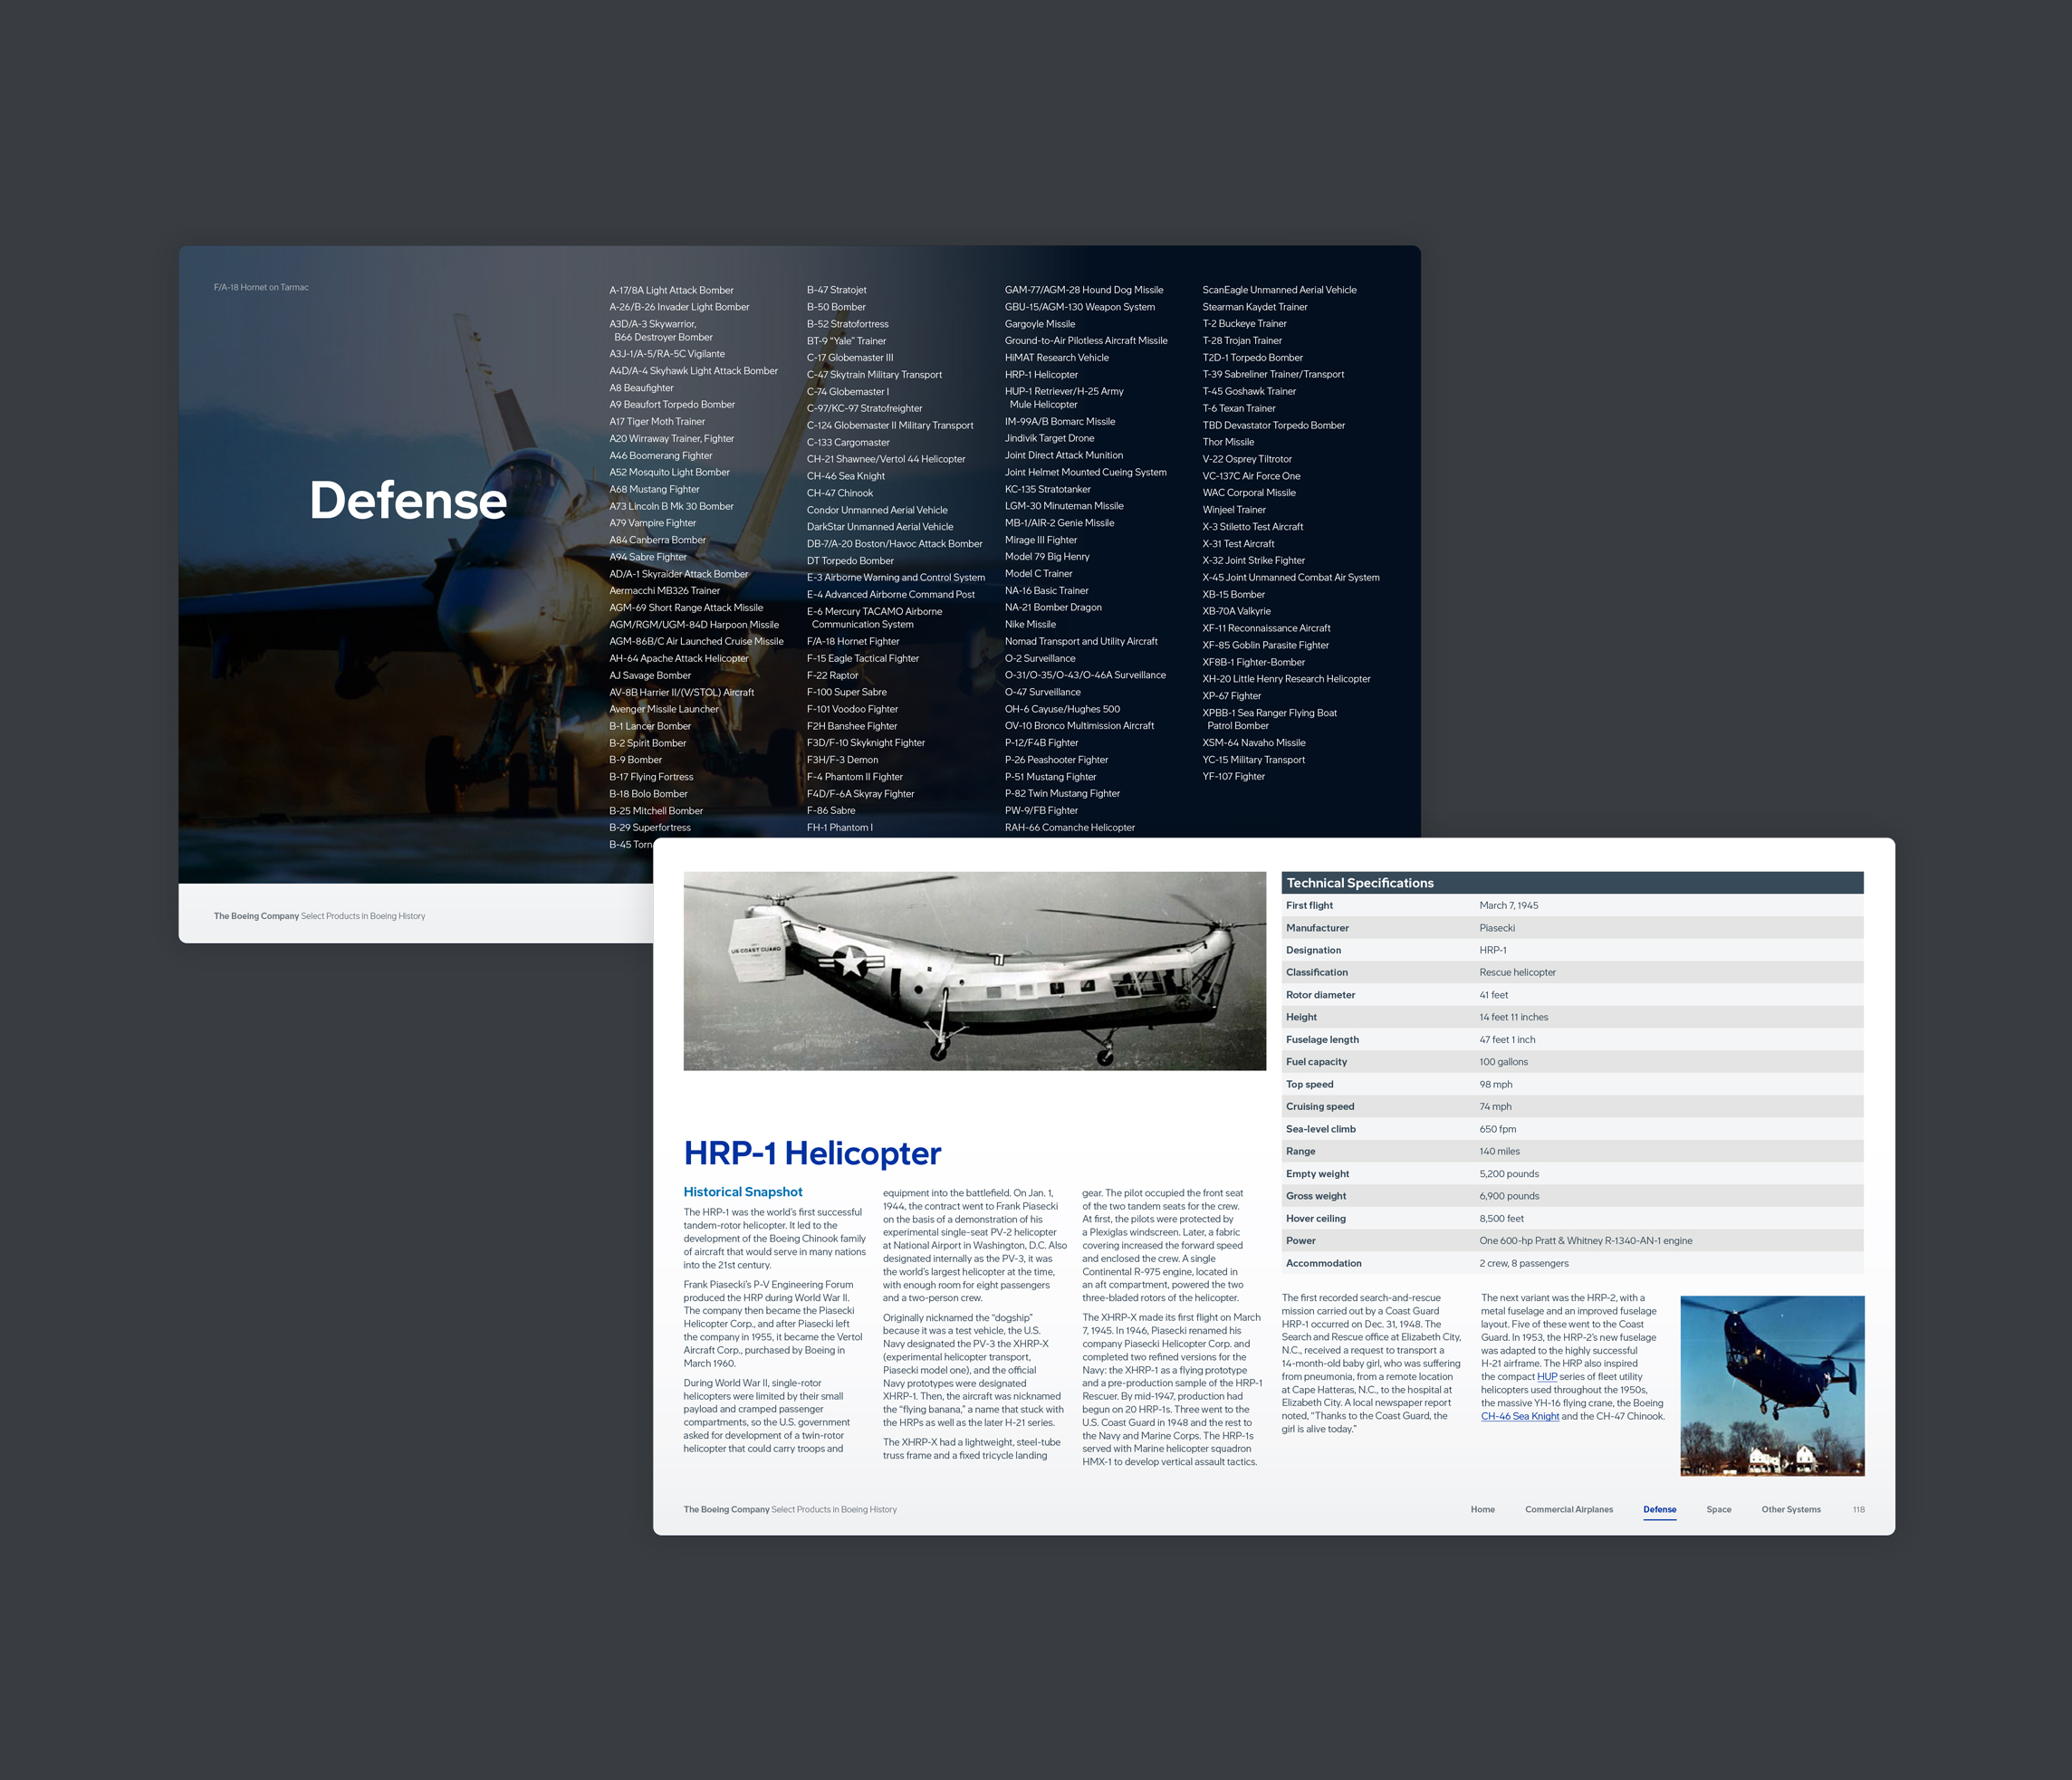 F/A-18 Hornet on Tarmac
Defense
A-17/8A Light Attack Bomber
A-26/B-26 Invader Light Bomber
A3D/A-3 Skywarrior,
B66 Destroyer Bomber
A3J-1/A-5/RA-5C Vigilante
A4D/A-4 Skyhawk Light Attack Bomber
A8 Beaufighter
A9 Beaufort Torpedo Bomber
A17 Tiger Moth Trainer
A20 Wirraway Trainer, Fighter
A46 Boomerang Fighter
A52 Mosquito Light Bomber
A68 Mustang Fighter
A73 Lincoln B Mk 30 Bomber
A79 Vampire Fighter
A84 Canberra Bomber
A94 Sabre Fighter
AD/A-1 Skyraider Attack Bomber
Aermacchi MB326 Trainer
AGM-69 Short Range Attack Missile
AGM/RGM/UGM-84D Harpoon Missile
AGM-86B/C Air Launched Cruise Missile
AH-64 Apache Attack Helicopter
AJ Savage Bomber
AV-8B Harrier II/(V/STOL) Aircraft
Avenger Missile Launcher
B-1 Lancer Bomber
B-2 Spirit Bomber
B-9 Bomber
B-17 Flying Fortress
B-18 Bolo Bomber
B-25 Mitchell Bomber
B-29 Superfortress
B-45 Torna
B-47 Stratojet
B-50 Bomber
B-52 Stratofortress
BT-9 "Yale" Trainer
C-17 Globemaster III
C-47 Skytrain Military Transport
C-74 Globemaster I
C-97/KC-97 Stratofreighter
C-124 Globemaster II Military Transport
C-133 Cargomaster
CH-21 Shawnee/Vertol 44 Helicopter
CH-46 Sea Knight
CH-47 Chinook
Condor Unmanned Aerial Vehicle
DarkStar Unmanned Aerial Vehicle
DB-7/A-20 Boston/Havoc Attack Bomber
DT Torpedo Bomber
E-3 Airborne Warning and Control System
E-4 Advanced Airborne Command Post
E-6 Mercury TACAMO Airborne
Communication System
F/A-18 Hornet Fighter
F-15 Eagle Tactical Fighter
F-22 Raptor
F-100 Super Sabre
F-101 Voodoo Fighter
F2H Banshee Fighter
F3D/F-10 Skyknight Fighter
F3H/F-3 Demon
F-4 Phantom II Fighter
F4D/F-6A Skyray Fighter
F-86 Sabre
FH-1 Phantom I
GAM-77/AGM-28 Hound Dog Missile
GBU-15/AGM-130 Weapon System
Gargoyle Missile
Ground-to-Air Pilotless Aircraft Missile
HiMAT Research Vehicle
HRP-1 Helicopter
HUP-1 Retriever/H-25 Army
Mule Helicopter
IM-99A/B Bomarc Missile
Jindivik Target Drone
Joint Direct Attack Munition
Joint Helmet Mounted Cueing System
KC-135 Stratotanker
LGM-30 Minuteman Missile
MB-1/AIR-2 Genie Missile
Mirage III Fighter
Model 79 Big Henry
Model C Trainer
NA-16 Basic Trainer
NA-21 Bomber Dragon
Nike Missile
Nomad Transport and Utility Aircraft
O-2 Surveillance
O-31/O-35/O-43/O-46A Surveillance
O-47 Surveillance
OH-6 Cayuse/Hughes 500
OV-10 Bronco Multimission Aircraft
P-12/F4B Fighter
P-26 Peashooter Fighter
P-51 Mustang Fighter
P-82 Twin Mustang Fighter
PW-9/FB Fighter
RAH-66 Comanche Helicopter
ScanEagle Unmanned Aerial Vehicle
Stearman Kaydet Trainer
T-2 Buckeye Trainer
T-28 Trojan Trainer
T2D-1 Torpedo Bomber
T-39 Sabreliner Trainer/Transport
T-45 Goshawk Trainer
T-6 Texan Trainer
TBD Devastator Torpedo Bomber
Thor Missile
V-22 Osprey Tiltrotor
VC-137C Air Force One
WAC Corporal Missile
Winjeel Trainer
X-3 Stiletto Test Aircraft
X-31 Test Aircraft
X-32 Joint Strike Fighter
X-45 Joint Unmanned Combat Air System
XB-15 Bomber
XB-70A Valkyrie
XF-11 Reconnaissance Aircraft
XF-85 Goblin Parasite Fighter
XF8B-1 Fighter-Bomber
XH-20 Little Henry Research Helicopter
XP-67 Fighter
XPBB-1 Sea Ranger Flying Boat
Patrol Bomber
XSM-64 Navaho Missile
YC-15 Military Transport
YF-107 Fighter
The Boeing Company Select Products in Boeing History
US COAST GUARD
HRP-1 Helicopter
Historical Snapshot
The HRP-1 was the world's first successful
tandem-rotor helicopter. It led to the
development of the Boeing Chinook family
of aircraft that would serve in many nations
into the 21st century.
Frank Piasecki's P-V Engineering Forum
produced the HRP during World War II.
The company then became the Piasecki
Helicopter Corp., and after Piasecki left
the company in 1955, it became the Vertol
Aircraft Corp., purchased by Boeing in
March 1960.
During World War II, single-rotor
helicopters were limited by their small
payload and cramped passenger
compartments, so the U.S. government
asked for development of a twin-rotor
helicopter that could carry troops and
equipment into the battlefield. On Jan. 1,
1944, the contract went to Frank Piasecki
on the basis of a demonstration of his
experimental single-seat PV-2 helicopter
at National Airport in Washington, D.C. Also
designated internally as the PV-3, it was
the world's largest helicopter at the time,
with enough room for eight passengers
and a two-person crew.
Originally nicknamed the "dogship"
because it was a test vehicle, the U.S.
Navy designated the PV-3 the XHRP-X
(experimental helicopter transport,
Piasecki model one), and the official
Navy prototypes were designated
XHRP-1. Then, the aircraft was nicknamed
the "flying banana," a name that stuck with
the HRPs as well as the later H-21 series.
The XHRP-X had a lightweight, steel-tube
truss frame and a fixed tricycle landing
gear. The pilot occupied the front seat
of the two tandem seats for the crew.
At first, the pilots were protected by
a Plexiglas windscreen. Later, a fabric
covering increased the forward speed
and enclosed the crew. A single
Continental R-975 engine, located in
an aft compartment, powered the two
three-bladed rotors of the helicopter.
The XHRP-X made its first flight on March
7, 1945. In 1946, Piasecki renamed his
company Piasecki Helicopter Corp. and
completed two refined versions for the
Navy: the XHRP-1 as a flying prototype
and a pre-production sample of the HRP-1
Rescuer. By mid-1947, production had
begun on 20 HRP-1s. Three went to the
U.S. Coast Guard in 1948 and the rest to
the Navy and Marine Corps. The HRP-1s
served with Marine helicopter squadron
HMX-1 to develop vertical assault tactics.
Technical Specifications
First flight March 7, 1945
Manufacturer Piasecki
Designation HRP-1
Classification Rescue helicopter
Rotor diameter 41 feet
Height 14 feet 11 inches
Fuselage length 47 feet 1 inch
Fuel capacity 100 gallons
Top speed 98 mph
Cruising speed 74 mph
Sea-level climb 650 fpm
Range 140 miles
Empty weight 5,200 pounds
Gross weight 6,900 pounds
Hover ceiling 8,500 feet
Power One 600-hp Pratt & Whitney R-1340-AN-1 engine
Accommodation 2 crew, 8 passengers
The first recorded search-and-rescue
mission carried out by a Coast Guard
HRP-1 occurred on Dec. 31, 1948. The
Search and Rescue office at Elizabeth City,
N.C., received a request to transport a
14-month-old baby girl, who was suffering
from pneumonia, from a remote location
at Cape Hatteras, N.C., to the hospital at
Elizabeth City. A local newspaper report
noted, "Thanks to the Coast Guard, the
girl is alive today."
The next variant was the HRP-2, with a
metal fuselage and an improved fuselage
layout. Five of these went to the Coast
Guard. In 1953, the HRP-2's new fuselage
was adapted to the highly successful
H-21 airframe. The HRP also inspired
the compact HUP series of fleet utility
helicopters used throughout the 1950s,
the massive YH-16 flying crane, the Boeing
CH-46 Sea Knight and the CH-47 Chinook.
The Boeing Company Select Products in Boeing History
Home Commercial Airplanes Defense Space Other Systems 118